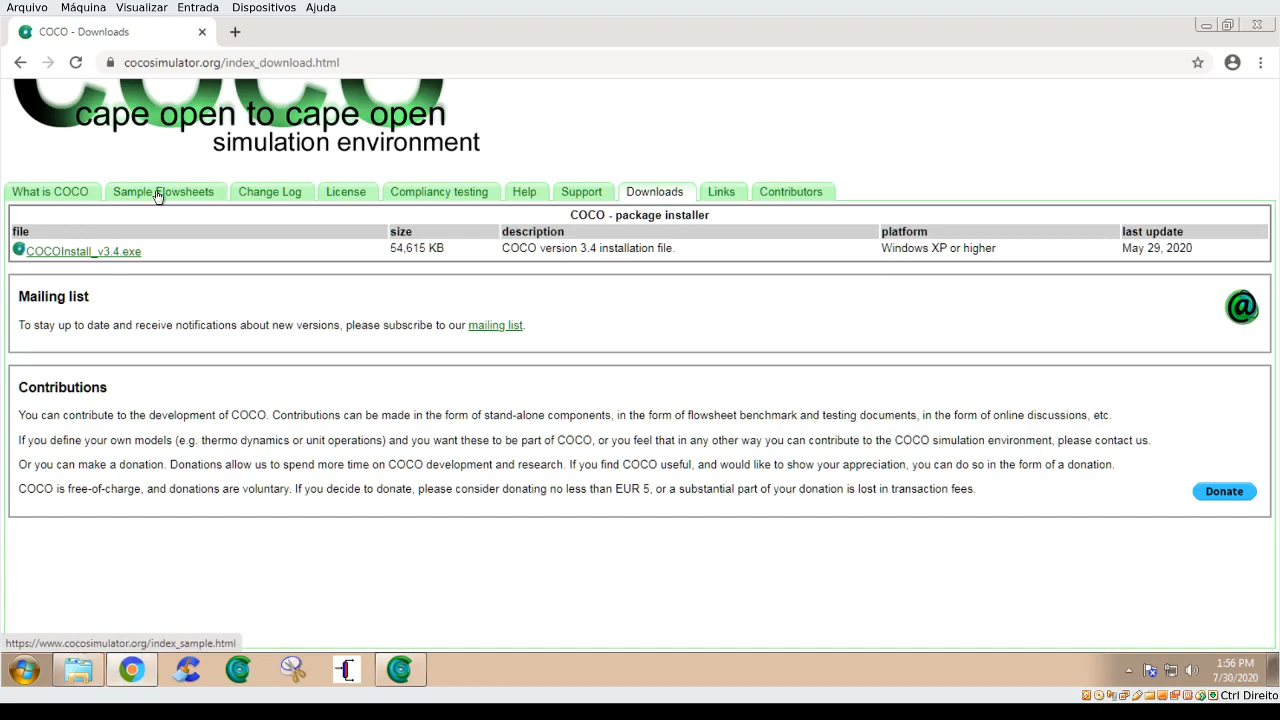 Arquivo Máquina Visualizar Entrada Dispositivos Ajuda
COCO - Downloads
cocosimulator.org/index_download.html
COCO
cape open to cape open
simulation environment
What is COCO Sample Flowsheets Change Log License Compliancy testing Help Support Downloads Links Contributors
COCO - package installer
file size description platform last update
COCOInstall_v3.4.exe 54,615 KB COCO version 3.4 installation file. Windows XP or higher May 29, 2020
Mailing list
@
To stay up to date and receive notifications about new versions, please subscribe to our mailing list.
Contributions
You can contribute to the development of COCO. Contributions can be made in the form of stand-alone components, in the form of flowsheet benchmark and testing documents, in the form of online discussions, etc.
If you define your own models (e.g. thermo dynamics or unit operations) and you want these to be part of COCO, or you feel that in any other way you can contribute to the COCO simulation environment, please contact us.
Or you can make a donation. Donations allow us to spend more time on COCO development and research. If you find COCO useful, and would like to show your appreciation, you can do so in the form of a donation.
COCO is free-of-charge, and donations are voluntary. If you decide to donate, please consider donating no less than EUR 5, or a substantial part of your donation is lost in transaction fees.
Donate
https://www.cocosimulator.org/index_sample.html
1:56 PM
7/30/2020
Ctrl Direito